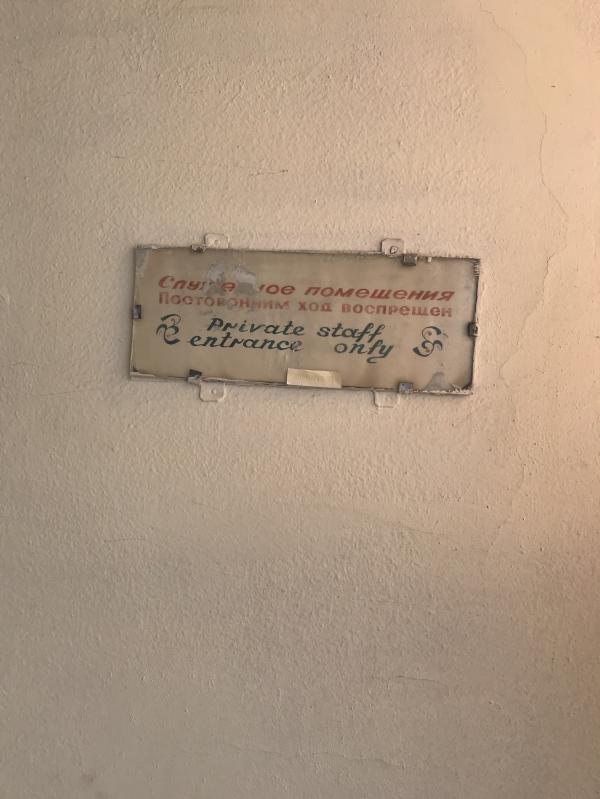 помещения
Посторонним ход воспрещен
Private staff
entrance only